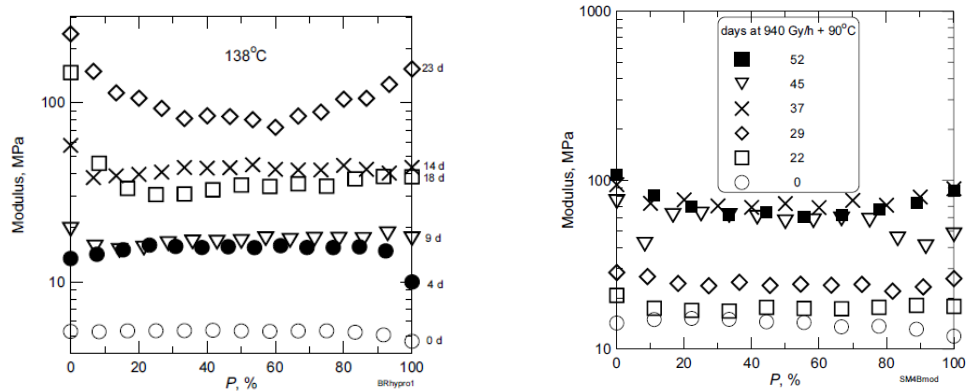 138°C
23 d
14 d
18 d
9 d
4 d
0 d
100
10
Modulus, MPa
0 20 40 60 80 100
P, %
BRhypro1
1000
100
10
Modulus, MPa
days at 940 Gy/h + 90°C
52
45
37
29
22
0
0 20 40 60 80 100
P, %
SM4Bmod